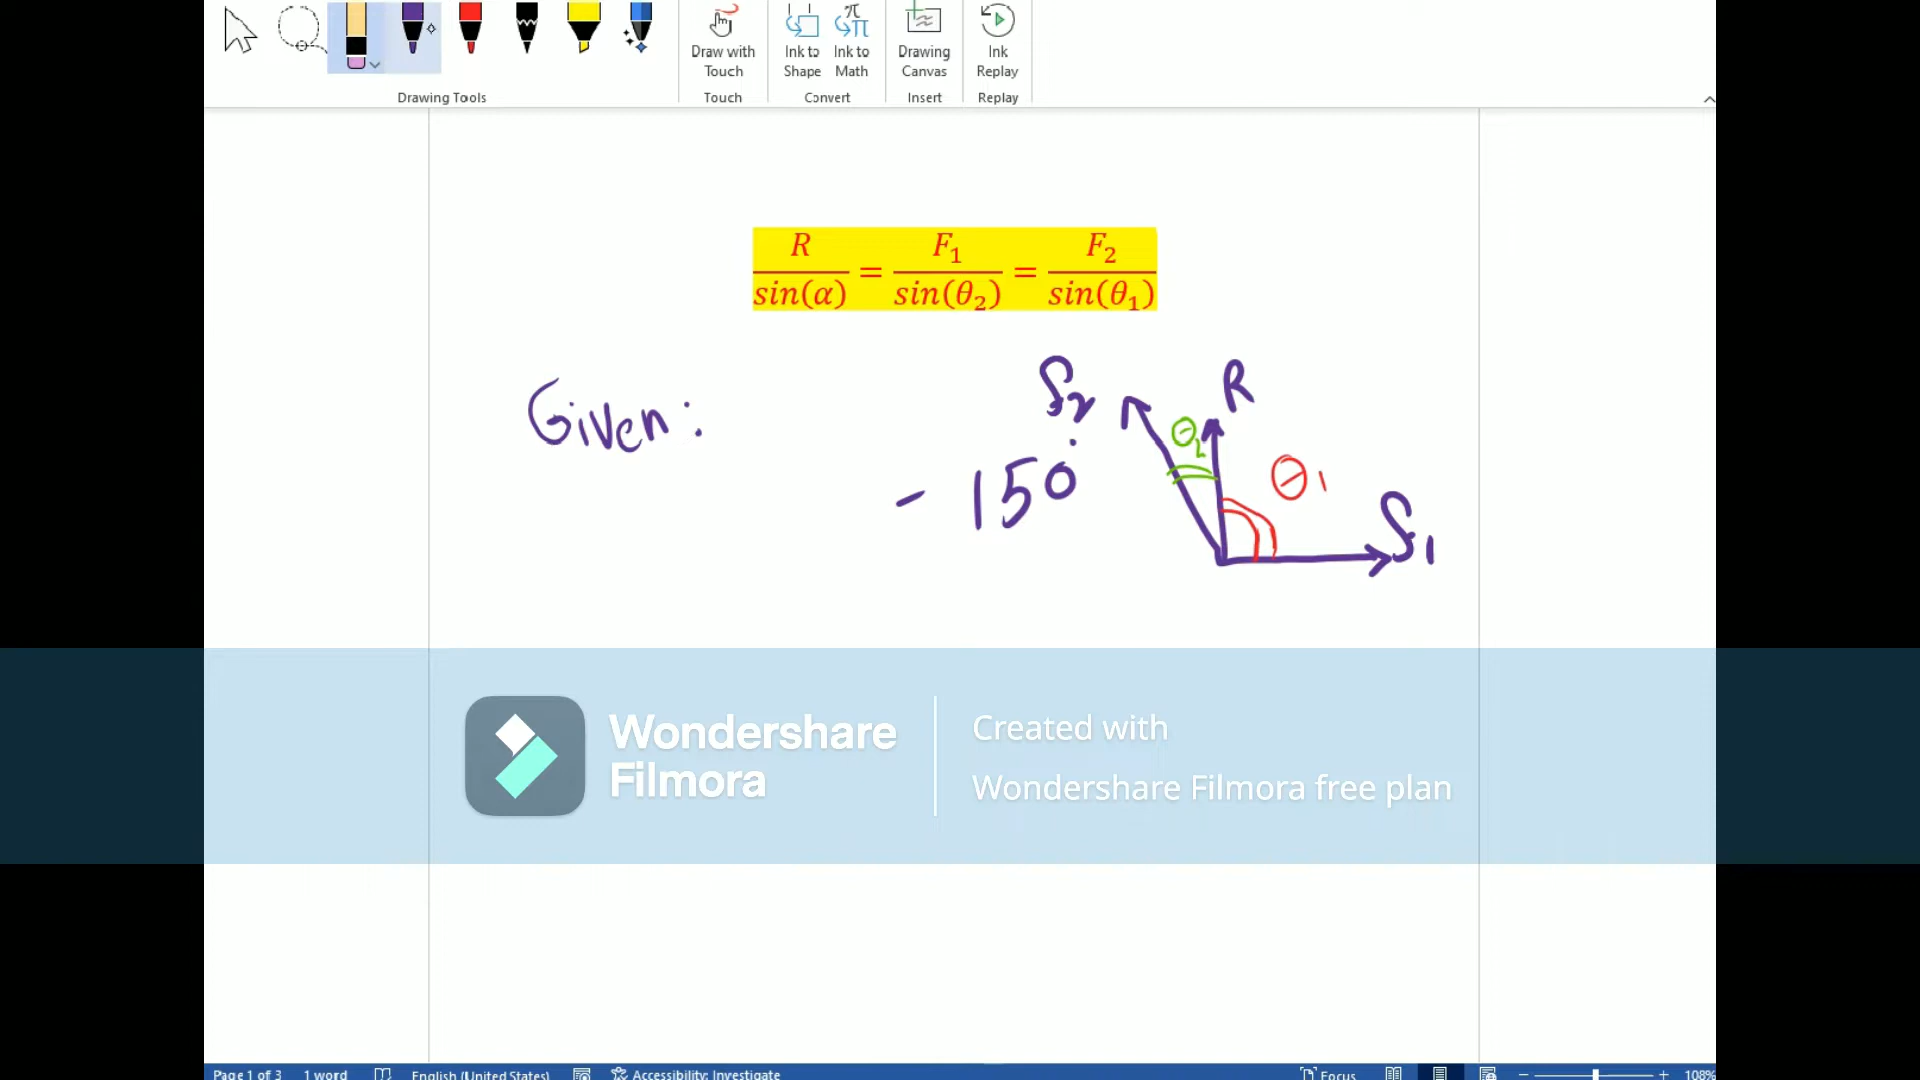 Draw with Touch
Ink to Shape
Ink to Math
Drawing Canvas
Ink Replay
Drawing Tools
Touch
Convert
Insert
Replay
R/sin(α) = F₁/sin(θ₂) = F₂/sin(θ₁)
Given:
f₂
R
θ₂
- 150°
θ₁
f₁
Wondershare
Filmora
Created with
Wondershare Filmora free plan
Page 1 of 3 1 word English (United States) Accessibility: Investigate Focus 108%